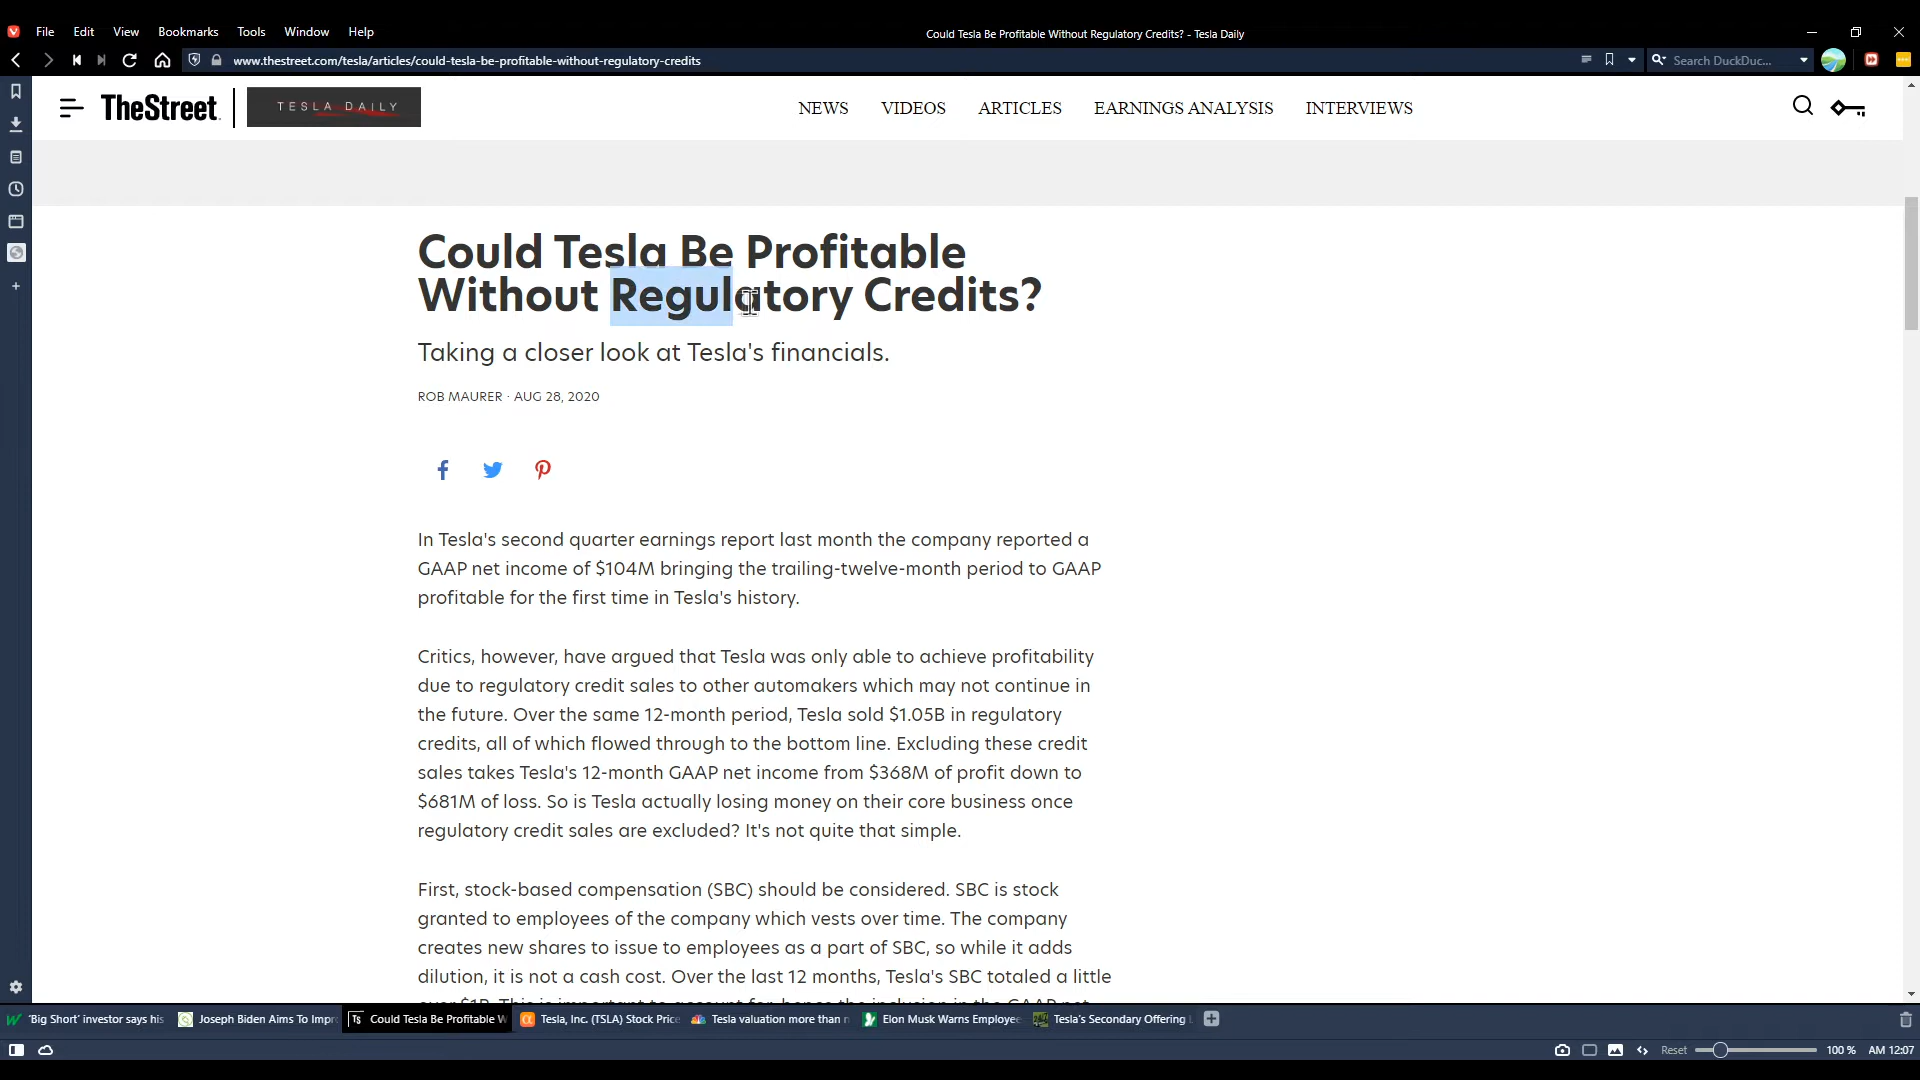 File Edit View Bookmarks Tools Window Help
Could Tesla Be Profitable Without Regulatory Credits? - Tesla Daily
www.thestreet.com/tesla/articles/could-tesla-be-profitable-without-regulatory-credits
Search DuckDuc...
TheStreet
TESLA DAILY
NEWS VIDEOS ARTICLES EARNINGS ANALYSIS INTERVIEWS
Could Tesla Be Profitable
Without Regulatory Credits?
Taking a closer look at Tesla's financials.
ROB MAURER · AUG 28, 2020
In Tesla's second quarter earnings report last month the company reported a
GAAP net income of $104M bringing the trailing-twelve-month period to GAAP
profitable for the first time in Tesla's history.
Critics, however, have argued that Tesla was only able to achieve profitability
due to regulatory credit sales to other automakers which may not continue in
the future. Over the same 12-month period, Tesla sold $1.05B in regulatory
credits, all of which flowed through to the bottom line. Excluding these credit
sales takes Tesla's 12-month GAAP net income from $368M of profit down to
$681M of loss. So is Tesla actually losing money on their core business once
regulatory credit sales are excluded? It's not quite that simple.
First, stock-based compensation (SBC) should be considered. SBC is stock
granted to employees of the company which vests over time. The company
creates new shares to issue to employees as a part of SBC, so while it adds
dilution, it is not a cash cost. Over the last 12 months, Tesla's SBC totaled a little
'Big Short' investor says his
Joseph Biden Aims To Impr
Ts Could Tesla Be Profitable W
Tesla, Inc. (TSLA) Stock Price
Tesla valuation more than n
Elon Musk Warns Employee
Tesla's Secondary Offering
Reset 100 % AM 12:07